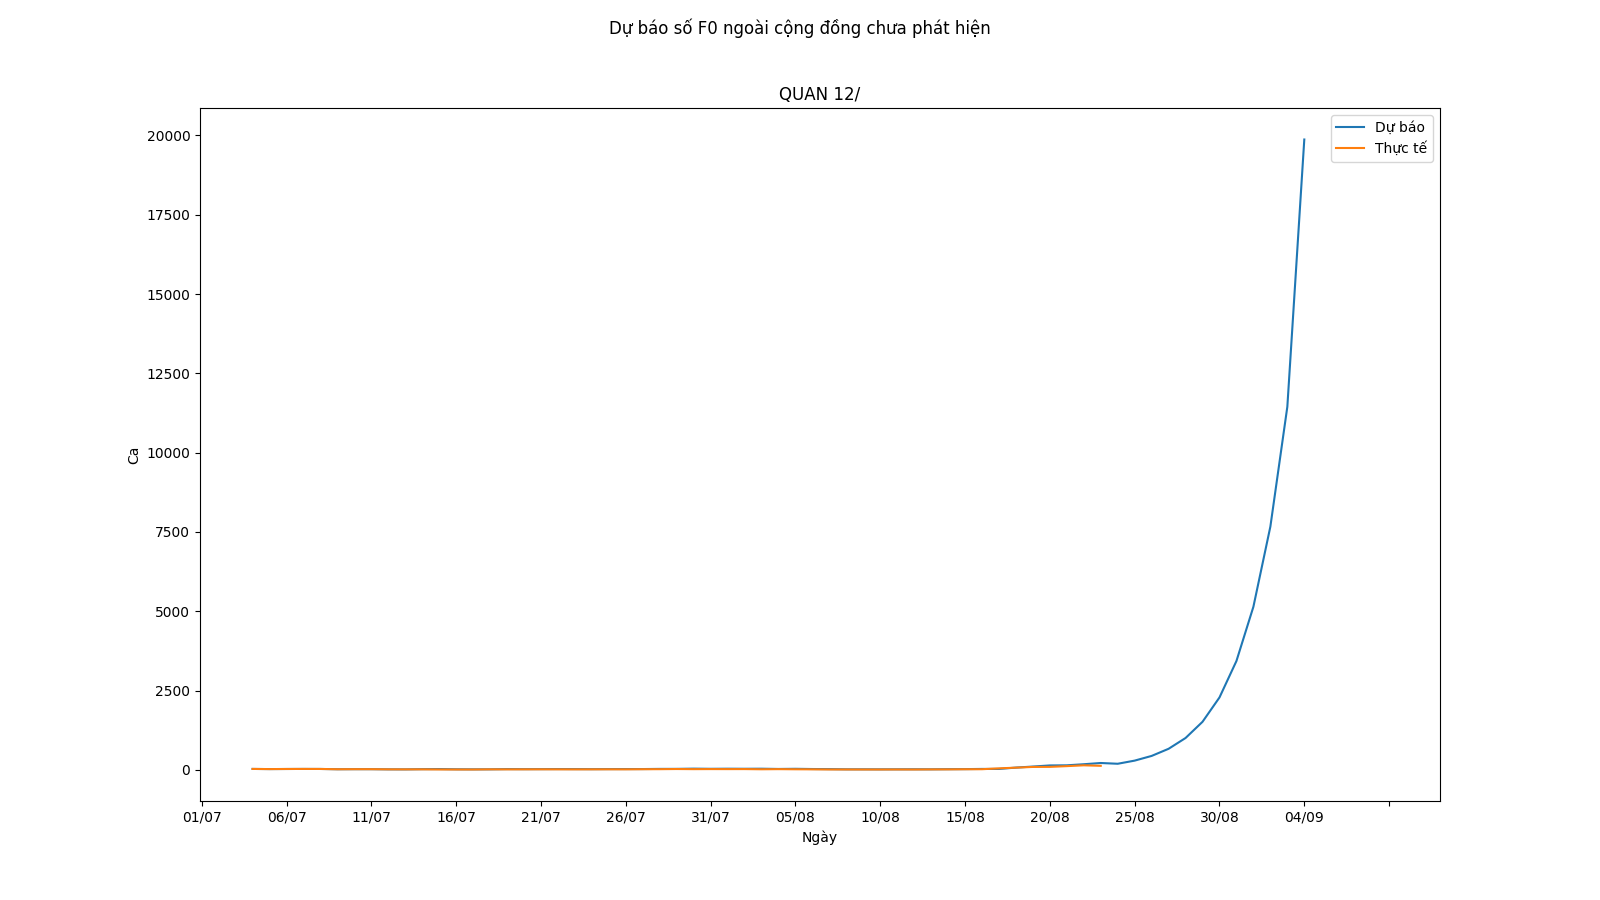 Dự báo số F0 ngoài cộng đồng chưa phát hiện
QUAN 12/
Dự báo
Thực tế
Ca
20000
17500
15000
12500
10000
7500
5000
2500
0
01/07 06/07 11/07 16/07 21/07 26/07 31/07 05/08 10/08 15/08 20/08 25/08 30/08 04/09
Ngày